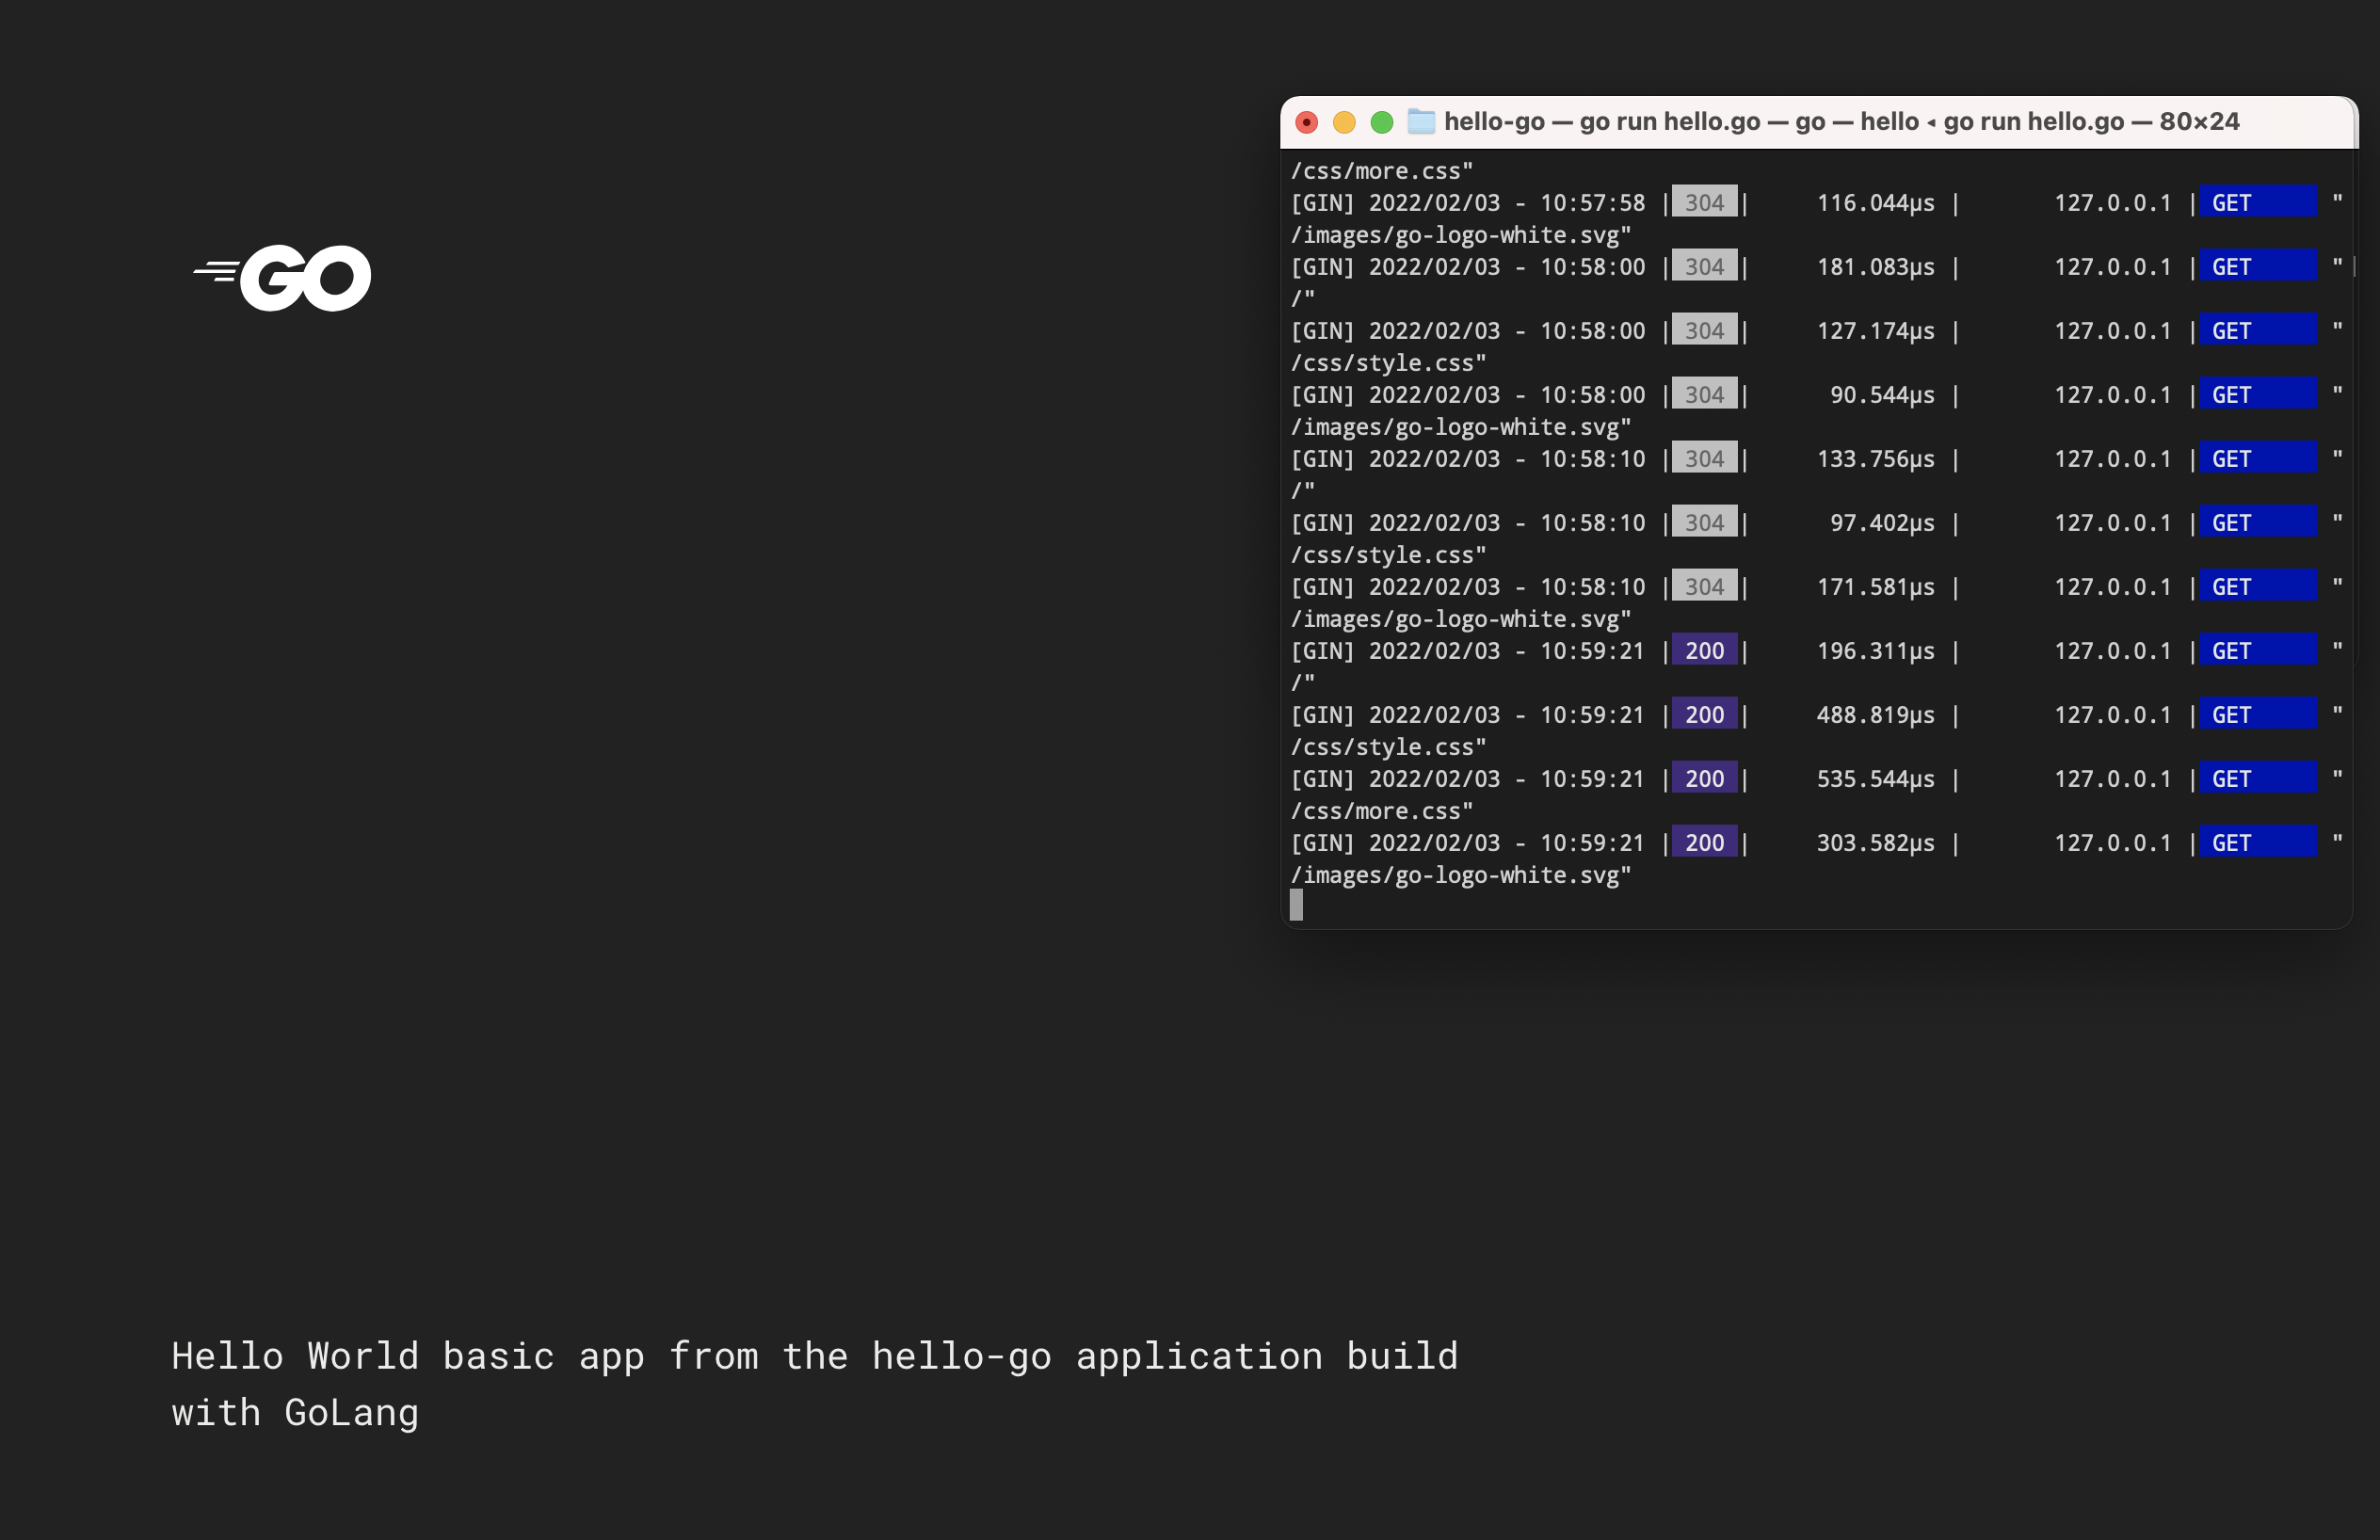 GO
hello-go — go run hello.go — go — hello ◂ go run hello.go — 80×24
/css/more.css"
[GIN] 2022/02/03 - 10:57:58 | 304 |     116.044µs |       127.0.0.1 | GET      "
/images/go-logo-white.svg"
[GIN] 2022/02/03 - 10:58:00 | 304 |     181.083µs |       127.0.0.1 | GET      "
/"
[GIN] 2022/02/03 - 10:58:00 | 304 |     127.174µs |       127.0.0.1 | GET      "
/css/style.css"
[GIN] 2022/02/03 - 10:58:00 | 304 |      90.544µs |       127.0.0.1 | GET      "
/images/go-logo-white.svg"
[GIN] 2022/02/03 - 10:58:10 | 304 |     133.756µs |       127.0.0.1 | GET      "
/"
[GIN] 2022/02/03 - 10:58:10 | 304 |      97.402µs |       127.0.0.1 | GET      "
/css/style.css"
[GIN] 2022/02/03 - 10:58:10 | 304 |     171.581µs |       127.0.0.1 | GET      "
/images/go-logo-white.svg"
[GIN] 2022/02/03 - 10:59:21 | 200 |     196.311µs |       127.0.0.1 | GET      "
/"
[GIN] 2022/02/03 - 10:59:21 | 200 |     488.819µs |       127.0.0.1 | GET      "
/css/style.css"
[GIN] 2022/02/03 - 10:59:21 | 200 |     535.544µs |       127.0.0.1 | GET      "
/css/more.css"
[GIN] 2022/02/03 - 10:59:21 | 200 |     303.582µs |       127.0.0.1 | GET      "
/images/go-logo-white.svg"
Hello World basic app from the hello-go application build
with GoLang